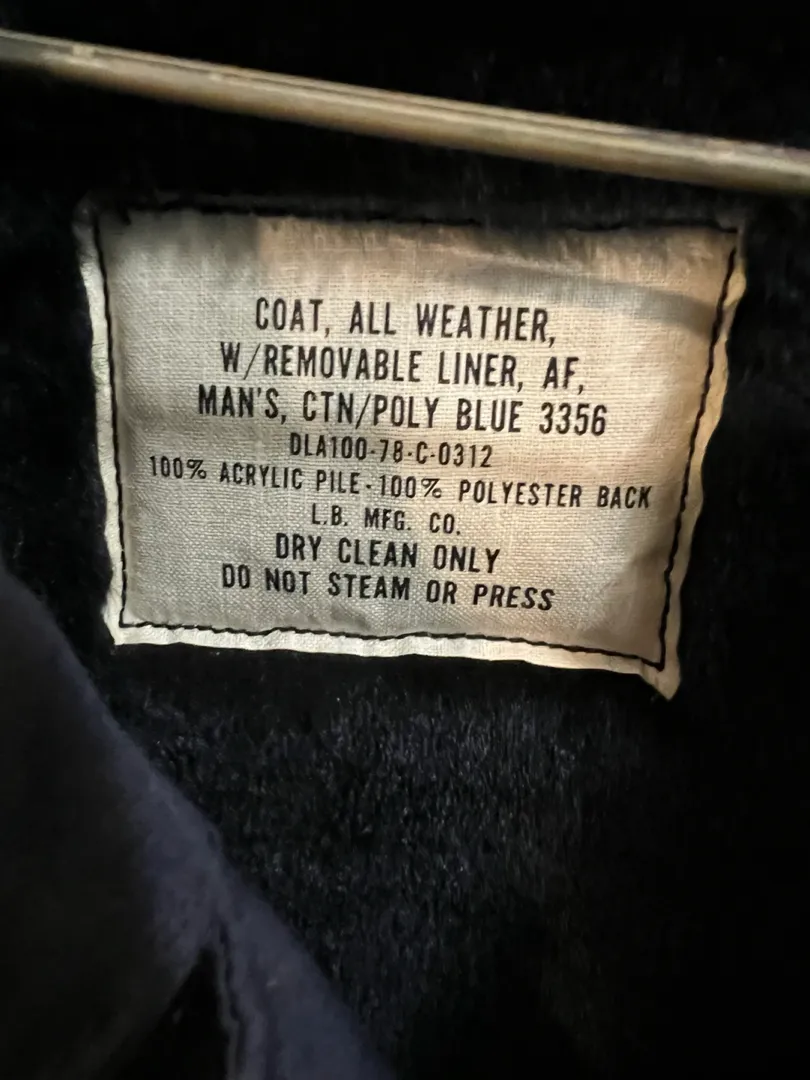 COAT, ALL WEATHER,
W/REMOVABLE LINER, AF,
MAN'S, CTN/POLY BLUE 3356
DLA100-78-C-0312
100% ACRYLIC PILE-100% POLYESTER BACK
L.B. MFG. CO.
DRY CLEAN ONLY
DO NOT STEAM OR PRESS